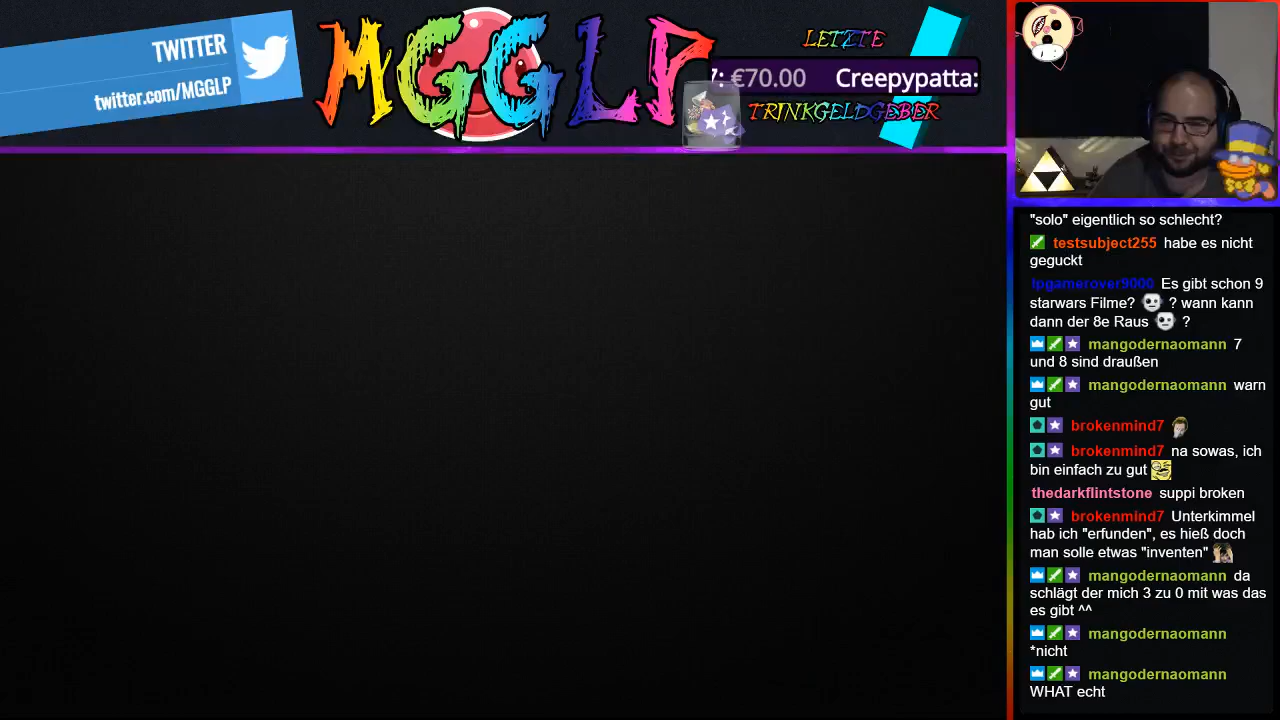 TWITTER
twitter.com/MGGLP
MGGLP
LETZTE
7: €70.00 Creepypatta:
TRINKGELDGEBER
"solo" eigentlich so schlecht?
testsubject255 habe es nicht
geguckt
tpgamerover9000 Es gibt schon 9
starwars Filme? ? wann kann
dann der 8e Raus ?
mangodernaomann 7
und 8 sind draußen
mangodernaomann warn
gut
brokenmind7
brokenmind7 na sowas, ich
bin einfach zu gut
thedarkflintstone suppi broken
brokenmind7 Unterkimmel
hab ich "erfunden", es hieß doch
man solle etwas "inventen"
mangodernaomann da
schlägt der mich 3 zu 0 mit was das
es gibt ^^
mangodernaomann
*nicht
mangodernaomann
WHAT echt